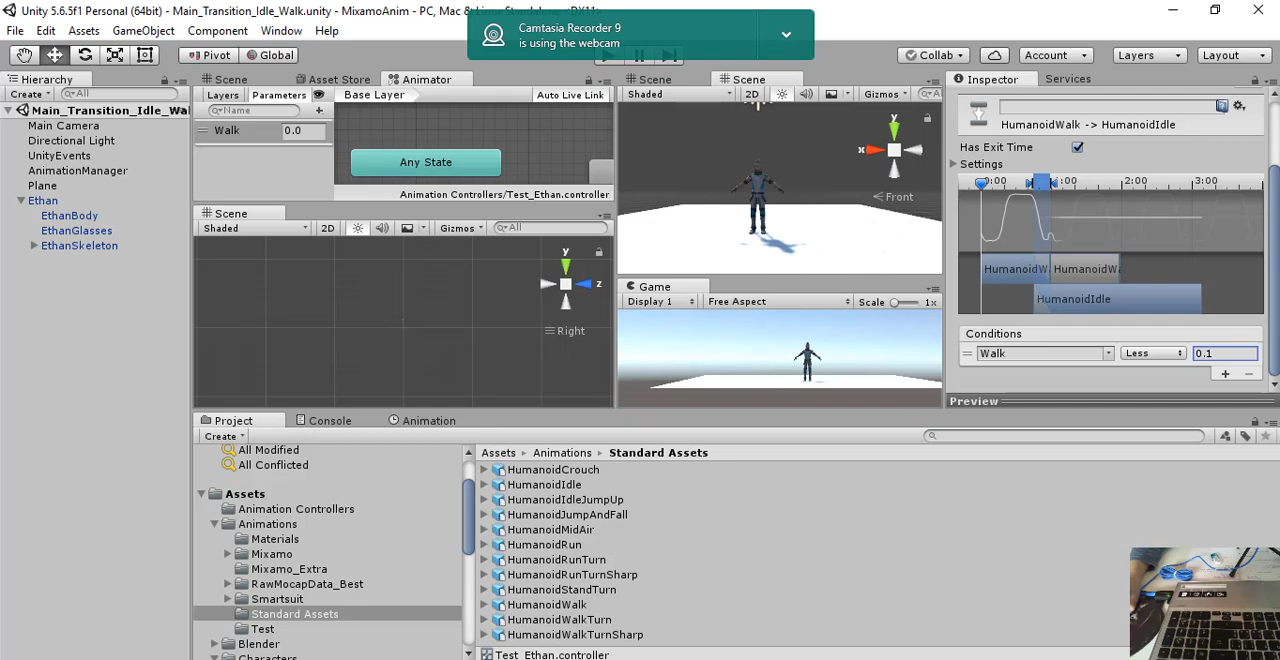 Unity 5.6.5f1 Personal (64bit) - Main_Transition_Idle_Walk.unity - MixamoAnim - PC, Mac &
File Edit Assets GameObject Component Window Help
Camtasia Recorder 9
is using the webcam
Pivot Global
Collab Account Layers Layout
Hierarchy
Create All
Main_Transition_Idle_Wal
Main Camera
Directional Light
UnityEvents
AnimationManager
Plane
Ethan
EthanBody
EthanGlasses
EthanSkeleton
Scene Asset Store Animator
Layers Parameters Base Layer Auto Live Link
Name +
Walk 0.0
Any State
Animation Controllers/Test_Ethan.controller
Scene
Shaded 2D Gizmos All
y
z
Right
Scene Scene
Shaded 2D Gizmos
y
x
Front
Game
Display 1 Free Aspect Scale 1x
Inspector Services
HumanoidWalk -> HumanoidIdle
Has Exit Time
Settings
0:00 1:00 2:00 3:00
HumanoidW HumanoidWa
HumanoidIdle
Conditions
Walk Less 0.1
+ −
Preview
Project Console Animation
Create
All Modified
All Conflicted
Assets
Animation Controllers
Animations
Materials
Mixamo
Mixamo_Extra
RawMocapData_Best
Smartsuit
Standard Assets
Test
Blender
Characters
Assets Animations Standard Assets
HumanoidCrouch
HumanoidIdle
HumanoidIdleJumpUp
HumanoidJumpAndFall
HumanoidMidAir
HumanoidRun
HumanoidRunTurn
HumanoidRunTurnSharp
HumanoidStandTurn
HumanoidWalk
HumanoidWalkTurn
HumanoidWalkTurnSharp
Test_Ethan.controller